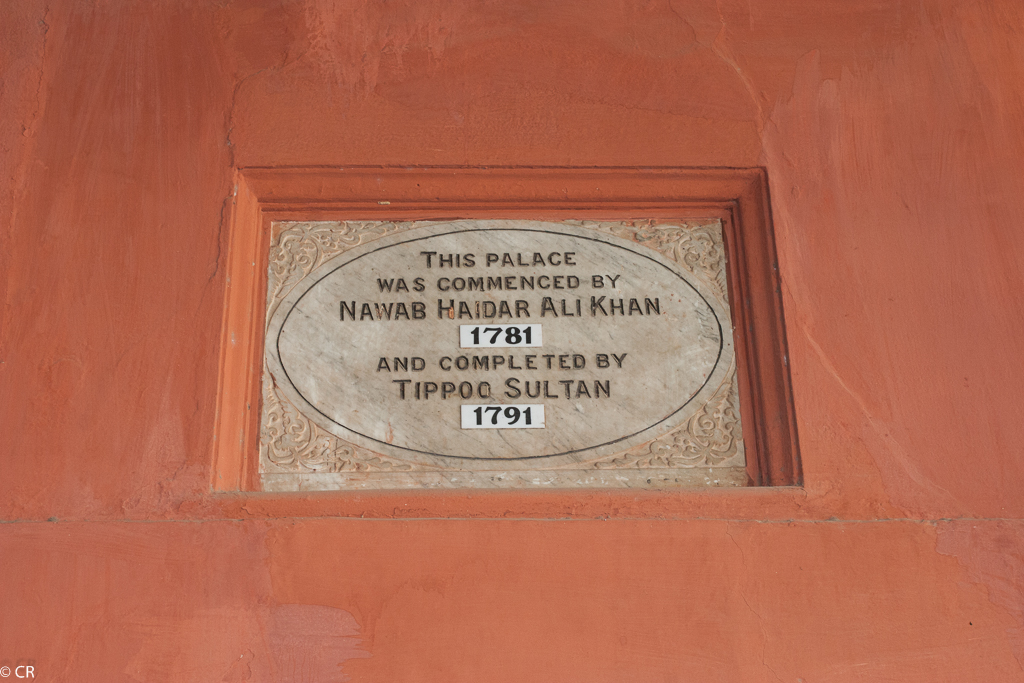 THIS PALACE
WAS COMMENCED BY
NAWAB HAIDAR ALI KHAN
1781
AND COMPLETED BY
TIPPOO SULTAN
1791
© CR